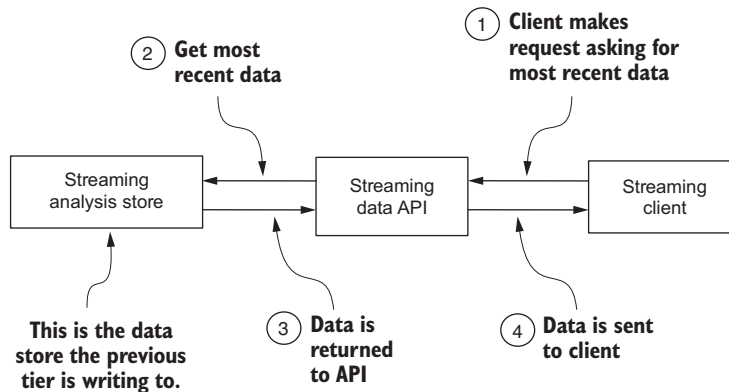 1
Client makes
request asking for
most recent data
2
Get most
recent data
Streaming
analysis store
Streaming
data API
Streaming
client
This is the data
store the previous
tier is writing to.
3
Data is
returned
to API
4
Data is sent
to client